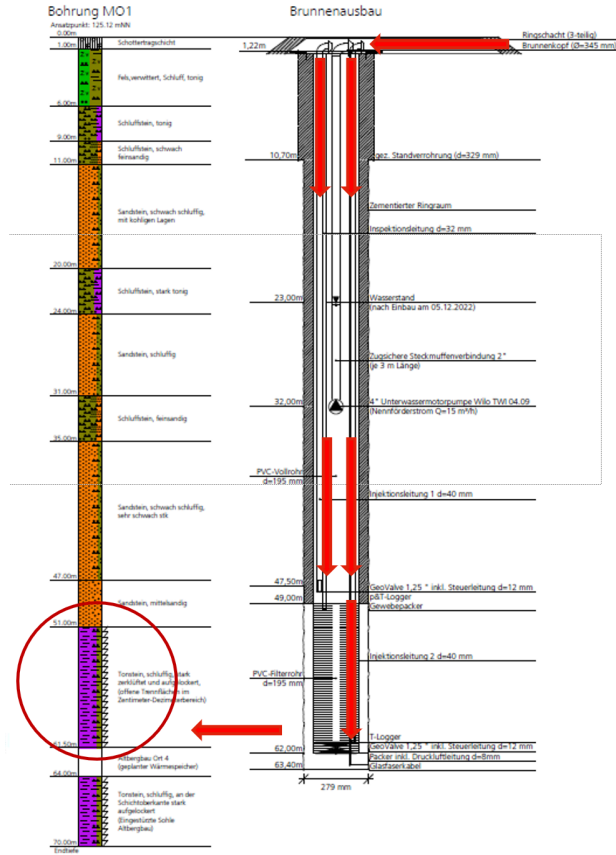 Bohrung MO1
Ansatzpunkt: 125.12 mNN
0.00m
1.00m
Schottertragschicht
Fels,verwittert, Schluff, tonig
6.00m
Schluffstein, tonig
9.00m
Schluffstein, schwach
feinsandig
11.00m
Sandstein, schwach schluffig,
mit kohligen Lagen
20.00m
Schluffstein, stark tonig
24.00m
Sandstein, schluffig
31.00m
Schluffstein, feinsandig
35.00m
Sandstein, schwach schluffig,
sehr schwach stk
47.00m
Sandstein, mittelsandig
51.00m
Tonstein, schluffig, stark
zerklüftet und aufgelockert,
(offene Trennflächen im
Zentimeter-Dezimeterbereich)
61.50m
Altbergbau Ort 4
(geplanter Wärmespeicher)
64.00m
Tonstein, schluffig, an der
Schichtoberkante stark
aufgelockert
(Eingestürzte Sohle
Altbergbau)
70.00m
Endtiefe
Brunnenausbau
Ringschacht (3-teilig)
1,22m
Brunnenkopf (Ø=345 mm)
10,70m
gez. Standverrohrung (d=329 mm)
Zementierter Ringraum
Inspektionsleitung d=32 mm
23,00m
Wasserstand
(nach Einbau am 05.12.2022)
Zugsichere Steckmuffenverbindung 2"
(je 3 m Länge)
32,00m
4" Unterwassermotorpumpe Wilo TWI 04.09
(Nennförderstrom Q=15 m³/h)
PVC-Vollrohr
d=195 mm
Injektionsleitung 1 d=40 mm
47,50m
GeoValve 1,25 " inkl. Steuerleitung d=12 mm
p&T-Logger
49,00m
Gewebepacker
Injektionsleitung 2 d=40 mm
PVC-Filterrohr
d=195 mm
T-Logger
62,00m
GeoValve 1,25 " inkl. Steuerleitung d=12 mm
Packer inkl. Druckluftleitung d=8mm
63,40m
Glasfaserkabel
279 mm